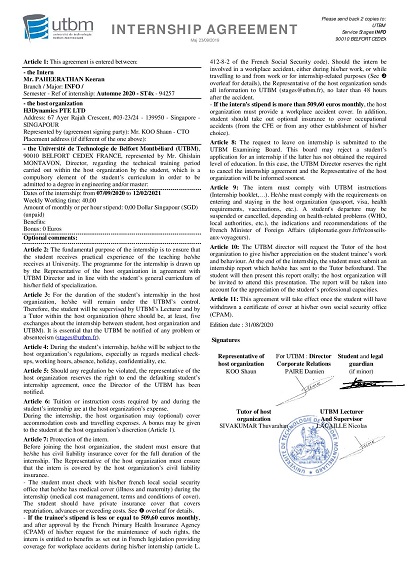 utbm
université de technologie
Belfort-Montbéliard
INTERNSHIP AGREEMENT
Please send back 2 copies to:
UTBM
Service Stages INFO
90010 BELFORT CEDEX
Article 1: This agreement is entered between:
- the Intern
Mr. PAHEERATHAN Keeran
Branch / Major: INFO /
Semester - Ref of internship: Automne 2020 - ST4x - 94257
- the host organization
H3Dynamics PTE LTD
Address: 67 Ayer Rajah Crescent, #03-23/24 - 139950 - Singapore -
SINGAPOUR
Represented by (agreement signing party): Mr. KOO Shaun - CTO
Placement address (if different of the one above):
- the Université de Technologie de Belfort Montbéliard (UTBM),
90010 BELFORT CEDEX FRANCE, represented by Mr. Ghislain
MONTAVON, Director, regarding the technical training period
carried out within the host organization by the student, which is a
compulsory element of the student's curriculum in order to be
admitted to a degree in engineering and/or master:
Dates of the internship from 07/09/2020 to 12/02/2021
Weekly Working time: 40,00
Amount of monthly or per hour stipend: 0,00 Dollar Singapour (SGD)
(unpaid)
Benefits:
Bonus: 0 Euros
Optional comments:
Article 2: The fundamental purpose of the internship is to ensure that
the student receives practical experience of the teaching he/she
receives at University. The programme for the internship is drawn up
by the Representative of the host organization in agreement with
UTBM Director and in line with the student's general curriculum of
his/her field of specialization.
Article 3: For the duration of the student's internship in the host
organization, he/she will remain under the UTBM's control.
Therefore, the student will be supervised by UTBM's Lecturer and by
a Tutor within the host organization (there should be, at least, five
exchanges about the internship between student, host organization and
UTBM). It is essential that the UTBM be notified of any problem or
absenteeism (stages@utbm.fr).
Article 4: During the student's internship, he/she will be subject to the
host organization's regulations, especially as regards medical check-
ups, working hours, absence, holiday, confidentiality, etc.
Article 5: Should any regulation be violated, the representative of the
host organization reserves the right to end the defaulting student's
internship agreement, once the Director of the UTBM has been
notified.
Article 6: Tuition or instruction costs required by and during the
student's internship are at the host organization's expense.
During the internship, the host organisation may (optional) cover
accommodation costs and travelling expenses. A bonus may be given
to the student at the host organisation's discretion (Article 1).
Article 7: Protection of the intern.
Before joining the host organization, the student must ensure that
he/she has civil liability insurance cover for the full duration of the
internship. The Representative of the host organization must ensure
that the intern is covered by the host organization's civil liability
insurance.
- The student must check with his/her french local social security
office that he/she has medical cover (illness and maternity) during the
internship (medical cost management, terms and conditions of cover).
The student should have private insurance cover that covers
repatriation, advances or exceeding costs. See overleaf for details.
- If the trainee's stipend is less or equal to 509,60 euros monthly,
and after approval by the French Primary Health Insurance Agency
(CPAM) of his/her request for the maintenance of such rights, the
intern is entitled to benefits as set out in French legislation providing
coverage for workplace accidents during his/her internship (article L.
412-8-2 of the French Social Security code). Should the intern be
involved in a workplace accident, either during his/her work, or while
travelling to and from work or for internship-related purposes (See
overleaf for details), the Representative of the host organization sends
all information to UTBM (stages@utbm.fr), no later than 48 hours
after the accident.
- If the intern's stipend is more than 509,60 euros monthly, the host
organization must provide a workplace accident cover. In addition,
student should take out optional insurance to cover occupational
accidents (from the CFE or from any other establishment of his/her
choice).
Article 8: The request to leave on internship is submitted to the
UTBM Examining Board. This board may reject a student's
application for an internship if the latter has not obtained the required
level of education. In this case, the UTBM Director reserves the right
to cancel the internship agreement and the Representative of the host
organization will be informed soonest.
Article 9: The intern must comply with UTBM instructions
(Internship booklet,...). He/she must comply with the requirements on
entering and staying in the host organization (passport, visa, health
requirements, vaccinations, etc.). A student's departure may be
suspended or cancelled, depending on health-related problems (WHO,
local authorities, etc.), the indications and recommendations of the
French Minister of Foreign Affairs (diplomatie.gouv.fr/fr/conseils-
aux-voyageurs).
Article 10: The UTBM director will request the Tutor of the host
organization to give his/her appreciation on the student trainee's work
and behaviour. At the end of the internship, the student must submit an
internship report which he/she has sent to the Tutor beforehand. The
student will then present this report orally; the host organization will
be invited to attend this presentation. The report will be taken into
account for the appreciation of the student's professional capacities.
Article 11: This agreement will take effect once the student will have
withdrawn a certificate of cover at his/her own social security office
(CPAM).
Edition date : 31/08/2020
Signatures
Representative of
host organization
KOO Shaun
For UTBM : Director
Corporate Relations
PAIRE Damien
Student and legal
guardian
(if minor)
Tutor of host
organization
SIVAKUMAR Thuvarahan
UTBM Lecturer
And Supervisor
LACAILLE Nicolas